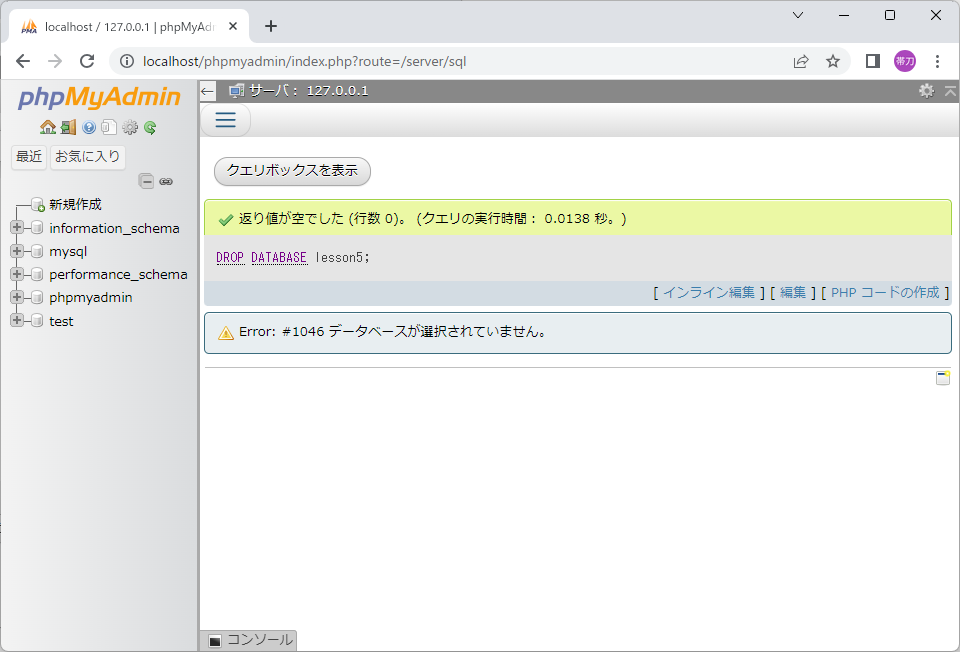 localhost / 127.0.0.1 | phpMyAd
localhost/phpmyadmin/index.php?route=/server/sql
帯刀
phpMyAdmin
最近 お気に入り
新規作成
information_schema
mysql
performance_schema
phpmyadmin
test
サーバ: 127.0.0.1
クエリボックスを表示
返り値が空でした (行数 0)。 (クエリの実行時間: 0.0138 秒。)
DROP DATABASE lesson5;
[ インライン編集 ] [ 編集 ] [ PHP コードの作成 ]
Error: #1046 データベースが選択されていません。
コンソール